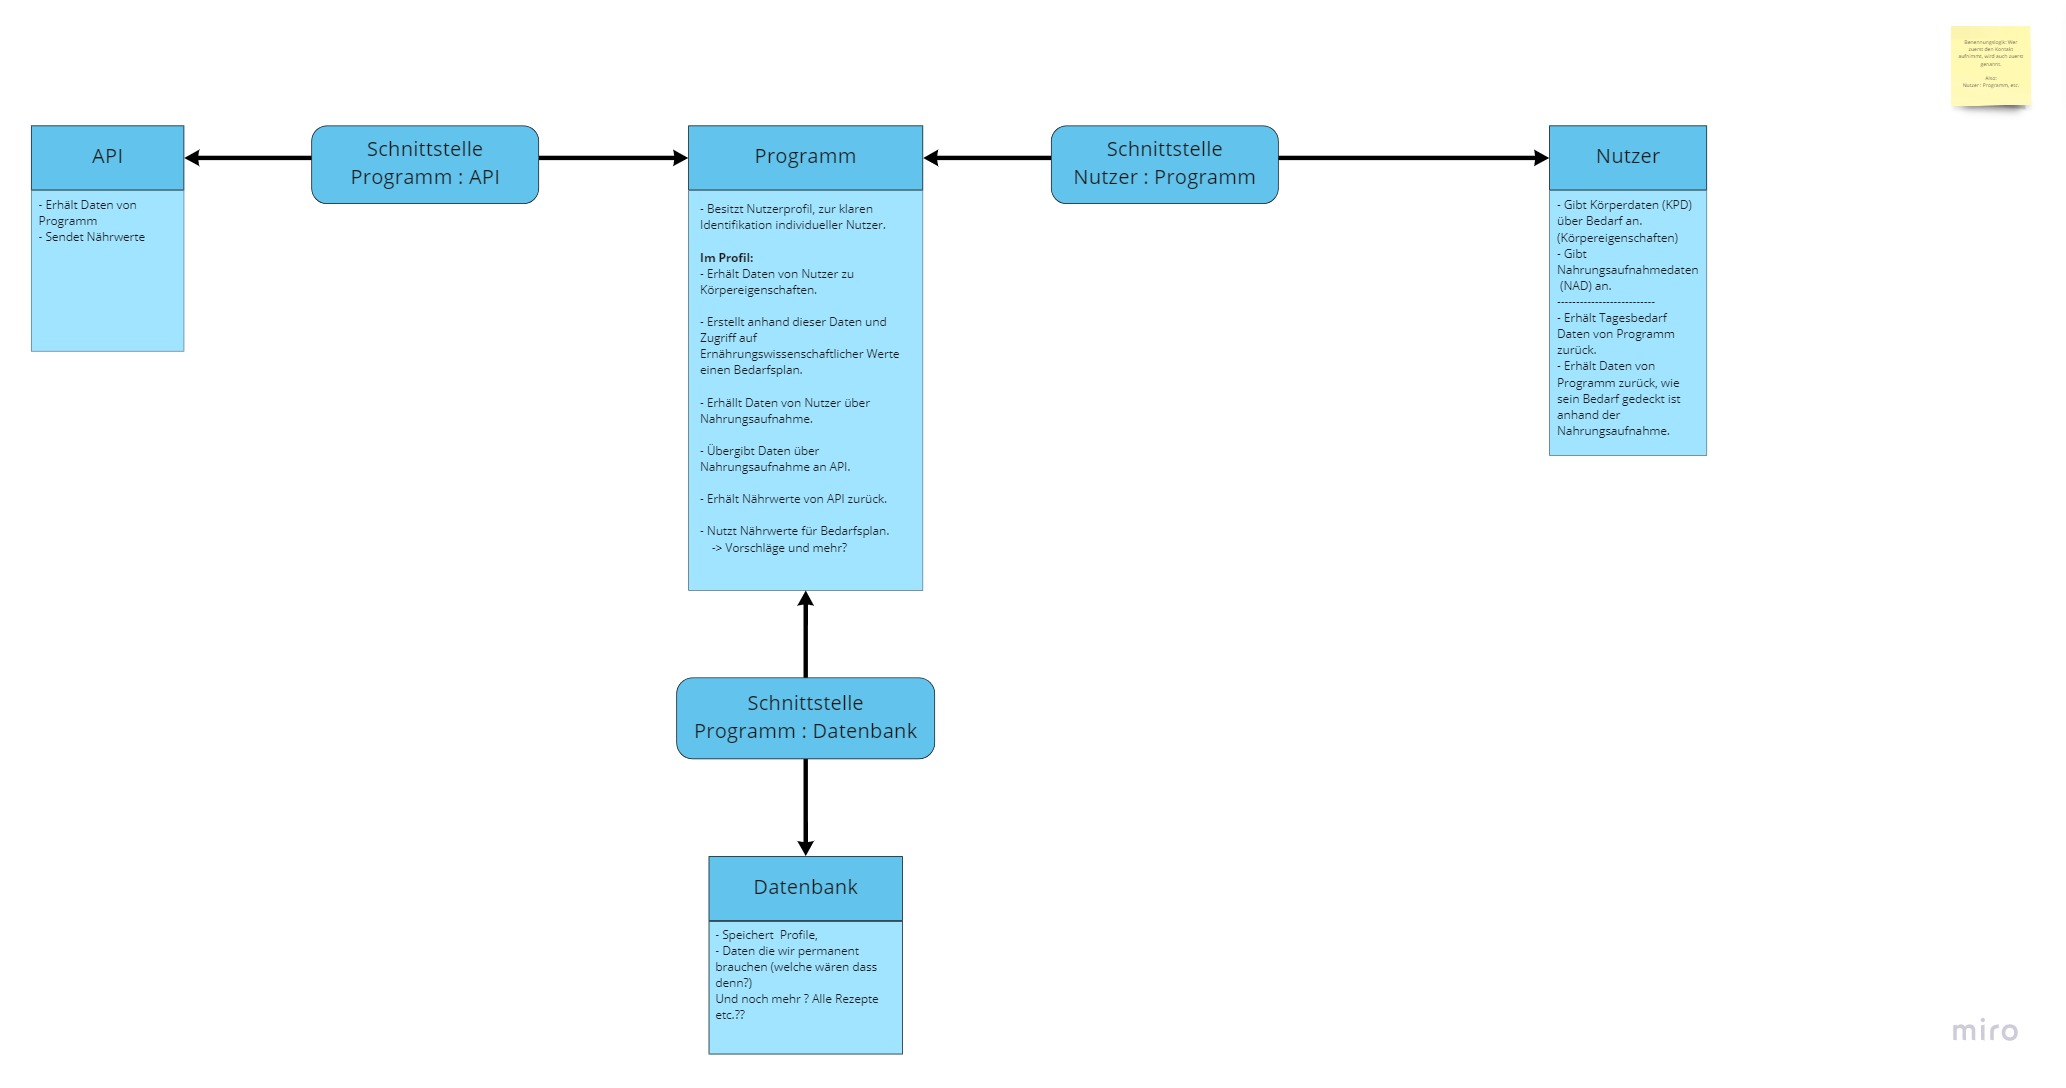 Benennungslogik: Wer
zuerst den Kontakt
aufnimmt, wird auch zuerst
genannt.
Also:
Nutzer : Programm, etc.
API
- Erhält Daten von
Programm
- Sendet Nährwerte
Schnittstelle
Programm : API
Programm
- Besitzt Nutzerprofil, zur klaren
Identifikation individueller Nutzer.
Im Profil:
- Erhält Daten von Nutzer zu
Körpereigenschaften.
- Erstellt anhand dieser Daten und
Zugriff auf
Ernährungswissenschaftlicher Werte
einen Bedarfsplan.
- Erhällt Daten von Nutzer über
Nahrungsaufnahme.
- Übergibt Daten über
Nahrungsaufnahme an API.
- Erhält Nährwerte von API zurück.
- Nutzt Nährwerte für Bedarfsplan.
-> Vorschläge und mehr?
Schnittstelle
Nutzer : Programm
Nutzer
- Gibt Körperdaten (KPD)
über Bedarf an.
(Körpereigenschaften)
- Gibt
Nahrungsaufnahmedaten
(NAD) an.
--------------------------
- Erhält Tagesbedarf
Daten von Programm
zurück.
- Erhält Daten von
Programm zurück, wie
sein Bedarf gedeckt ist
anhand der
Nahrungsaufnahme.
Schnittstelle
Programm : Datenbank
Datenbank
- Speichert  Profile,
- Daten die wir permanent
brauchen (welche wären dass
denn?)
Und noch mehr ? Alle Rezepte
etc.??
miro